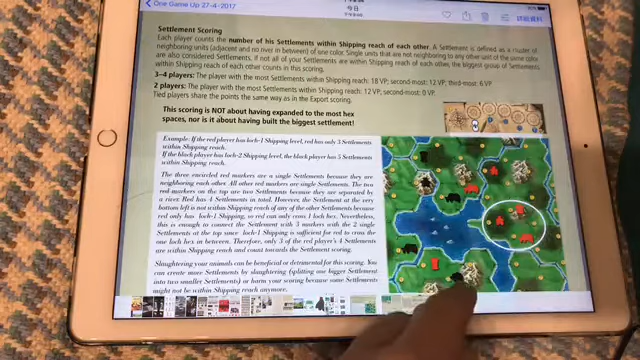 One Game Up 27-4-2017
今日
Settlement Scoring
Each player counts the number of his Settlements within Shipping reach of each other. A Settlement is defined as a cluster of
neighboring units (adjacent and no river in between) of one color. Single units that are not neighboring to any other unit of the same color
are also considered Settlements. If not all of your Settlements are within Shipping reach of each other, the biggest group of Settlements
within Shipping reach of each other counts in this scoring.
3–4 players: The player with the most Settlements within Shipping reach: 18 VP; second-most: 12 VP; third-most: 6 VP
2 players: The player with the most Settlements within Shipping reach: 12 VP; second-most: 0 VP.
Tied players share the points the same way as in the Export scoring.
This scoring is NOT about having expanded to the most hex
spaces, nor is it about having built the biggest settlement!
Example: If the red player has loch-1 Shipping level, red has only 3 Settlements
within Shipping reach.
If the black player has loch-2 Shipping level, the black player has 5 Settlements
within Shipping reach.
The three encircled red markers are a single Settlements because they are
neighboring each other. All other red markers are single Settlements. The two
red markers on the top are two Settlements because they are separated by
a river. Red has 4 Settlements in total. However, the Settlement at the very
bottom left is not within Shipping reach of any of the other Settlements because
red only has loch-1 Shipping, so red can only cross 1 loch hex. Nevertheless,
this is enough to connect the Settlement with 3 markers with the 2 single
Settlements at the top since loch-1 Shipping is sufficient for red to cross the
one loch hex in between. Therefore, only 3 of the red player's 4 Settlements
are within Shipping reach and count towards the Settlement scoring.
Slaughtering your animals can be beneficial or detrimental for this scoring. You
can create more Settlements by slaughtering (splitting one bigger Settlement
into two smaller Settlements) or harm your scoring because some Settlements
might not be within Shipping reach anymore.